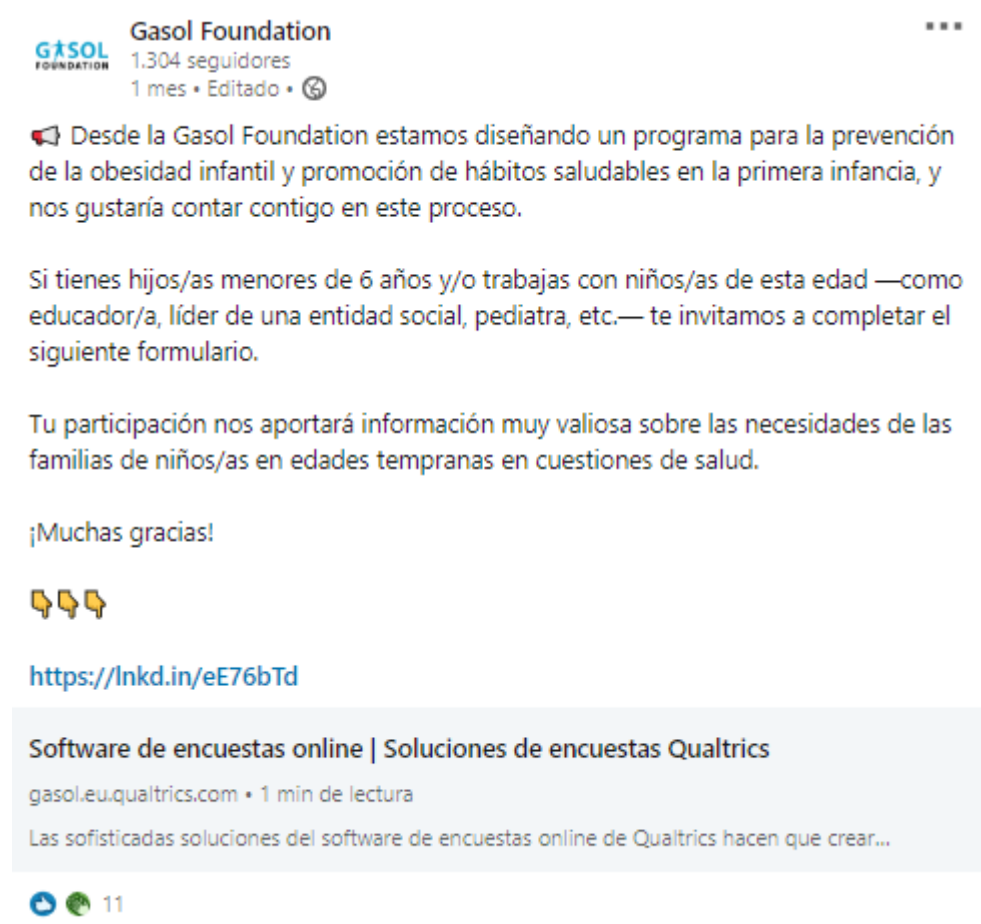 GASOL
FOUNDATION
Gasol Foundation
1.304 seguidores
1 mes • Editado •
📢 Desde la Gasol Foundation estamos diseñando un programa para la prevención
de la obesidad infantil y promoción de hábitos saludables en la primera infancia, y
nos gustaría contar contigo en este proceso.
Si tienes hijos/as menores de 6 años y/o trabajas con niños/as de esta edad —como
educador/a, líder de una entidad social, pediatra, etc.— te invitamos a completar el
siguiente formulario.
Tu participación nos aportará información muy valiosa sobre las necesidades de las
familias de niños/as en edades tempranas en cuestiones de salud.
¡Muchas gracias!
👇👇👇
https://lnkd.in/eE76bTd
Software de encuestas online | Soluciones de encuestas Qualtrics
gasol.eu.qualtrics.com • 1 min de lectura
Las sofisticadas soluciones del software de encuestas online de Qualtrics hacen que crear...
11